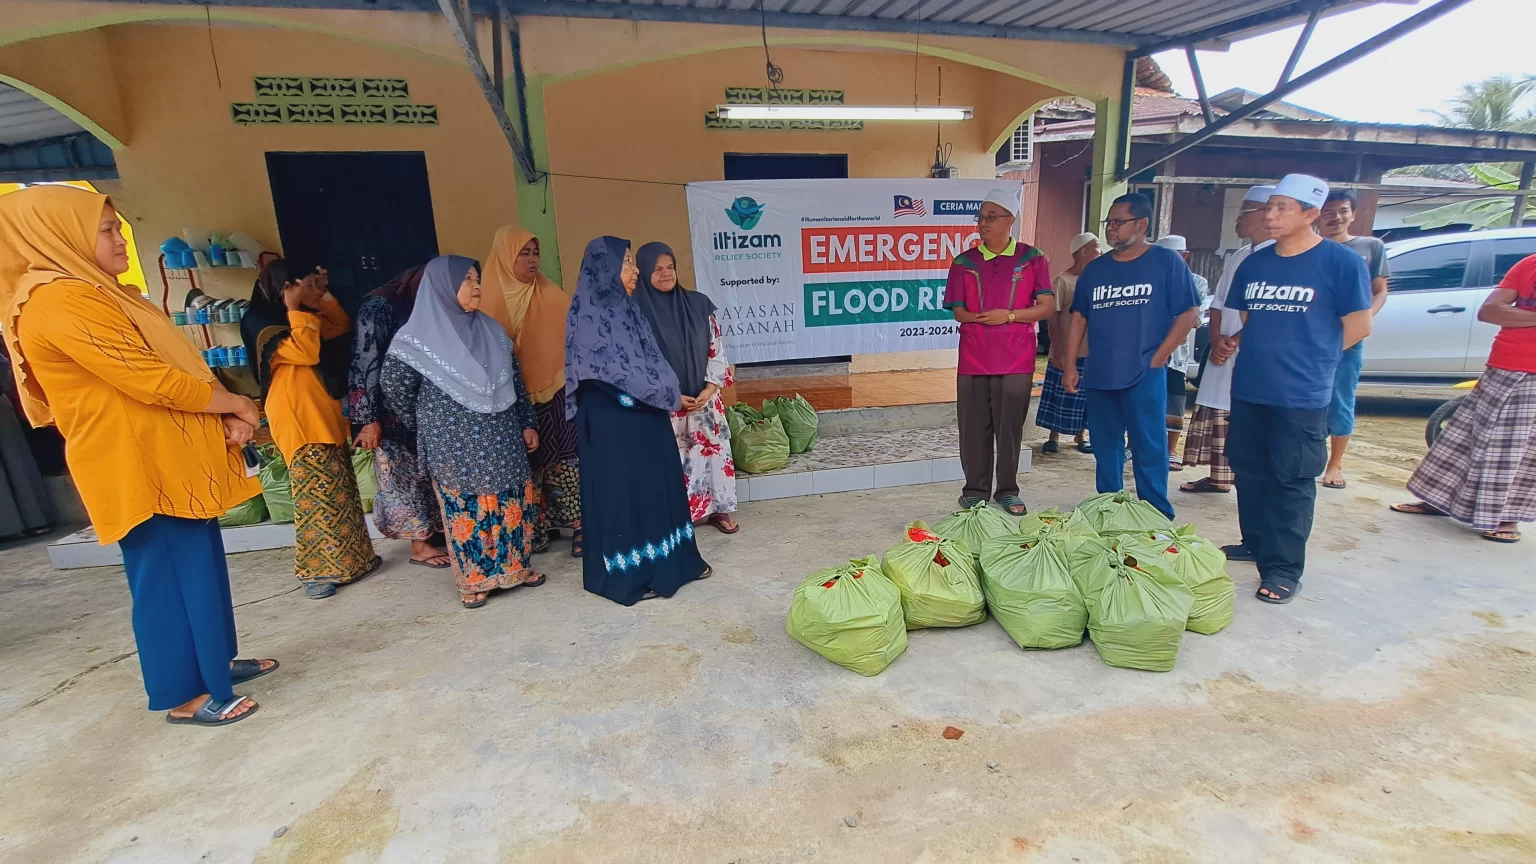 iltizam
RELIEF SOCIETY
Supported by:
AYASAN
HASANAH
#Humanitarianaidfortheworld
CERIA MA
EMERGENC
FLOOD RE
2023-2024 M
iltizam
RELIEF SOCIETY
iltizam
ELIEF SOCIETY